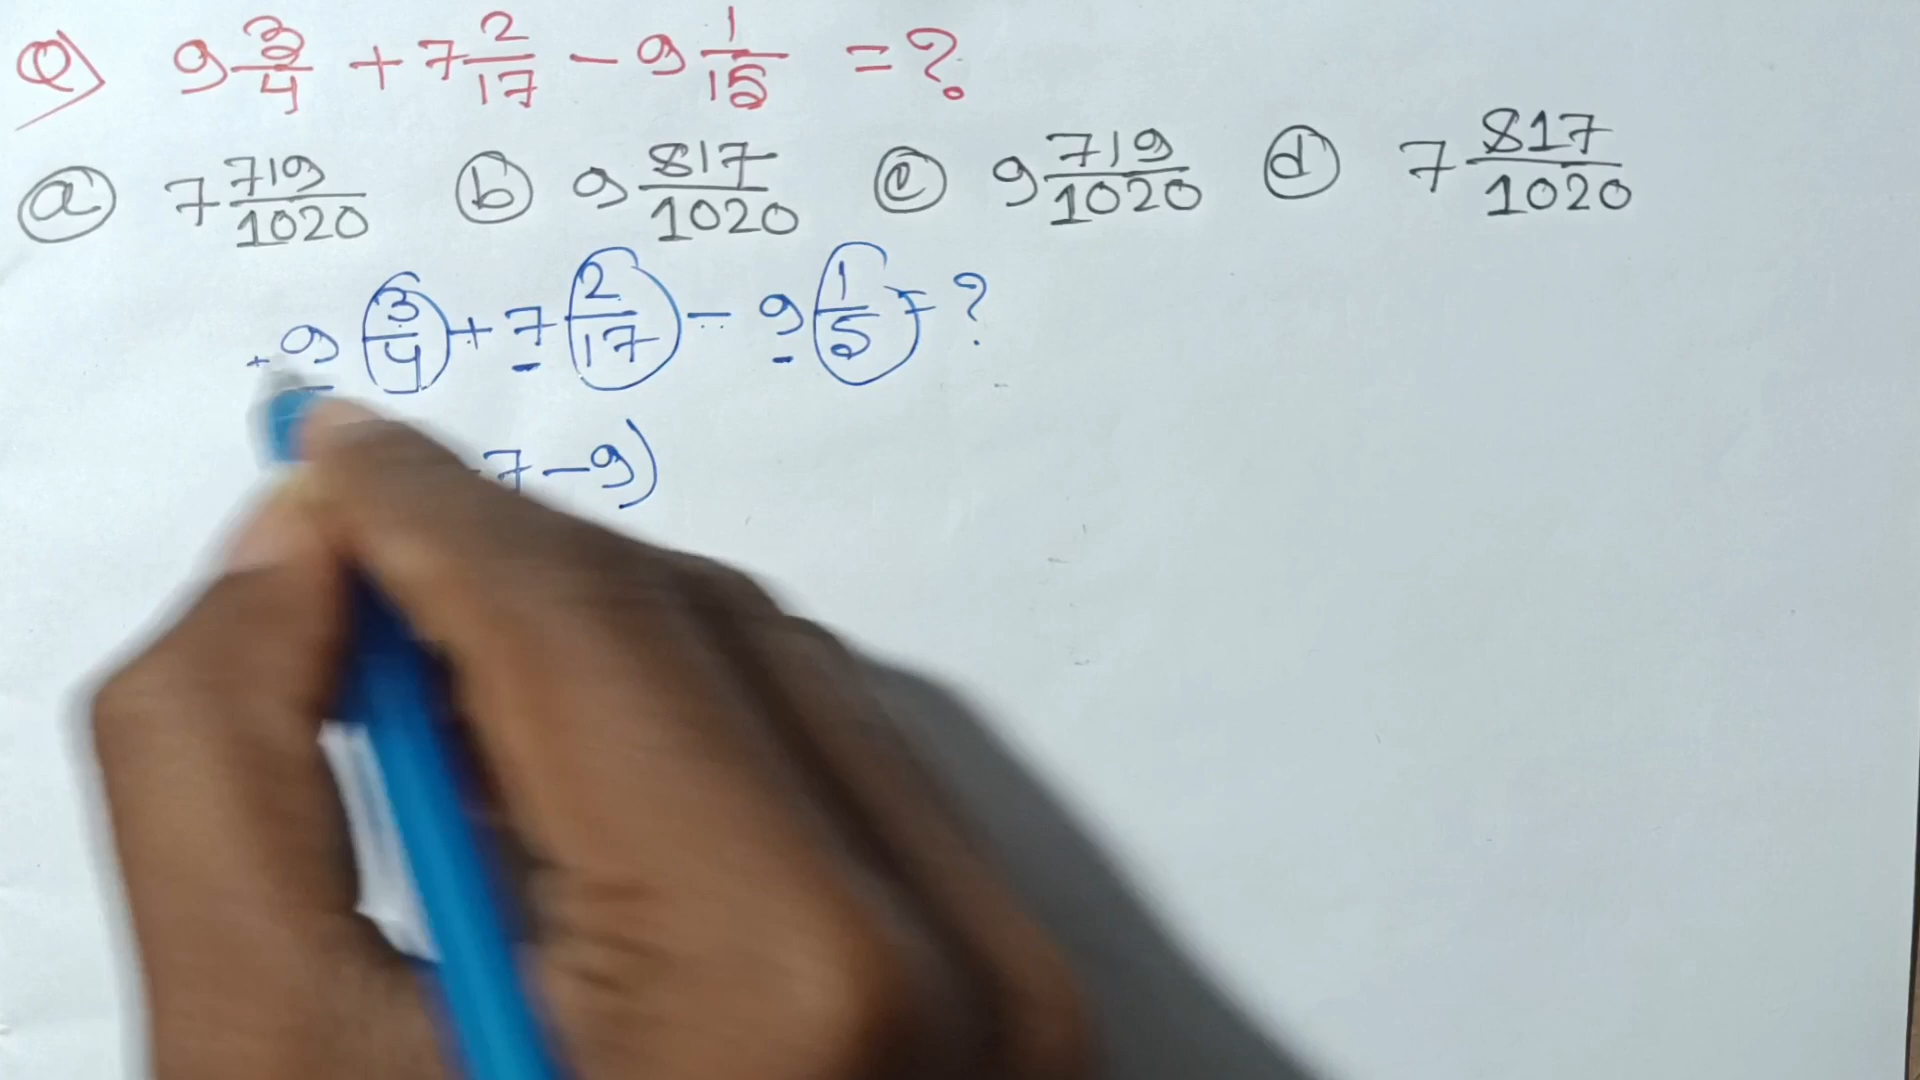 Q) 9 3/4 + 7 2/17 - 9 1/15 = ?
a 7 719/1020 b 9 817/1020 c 9 719/1020 d 7 817/1020
+9 3/4 + 7 2/17 - 9 1/5 = ?
7 - 9)